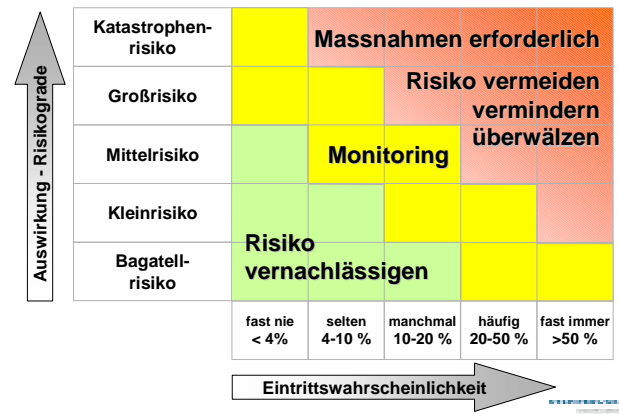 Katastrophen-
risiko
Massnahmen erforderlich
Großrisiko
Risiko vermeiden
vermindern
überwälzen
Mittelrisiko
Monitoring
Kleinrisiko
Bagatell-
risiko
Risiko
vernachlässigen
Auswirkung - Risikograde
fast nie
< 4%
selten
4-10 %
manchmal
10-20 %
häufig
20-50 %
fast immer
>50 %
Eintrittswahrscheinlichkeit